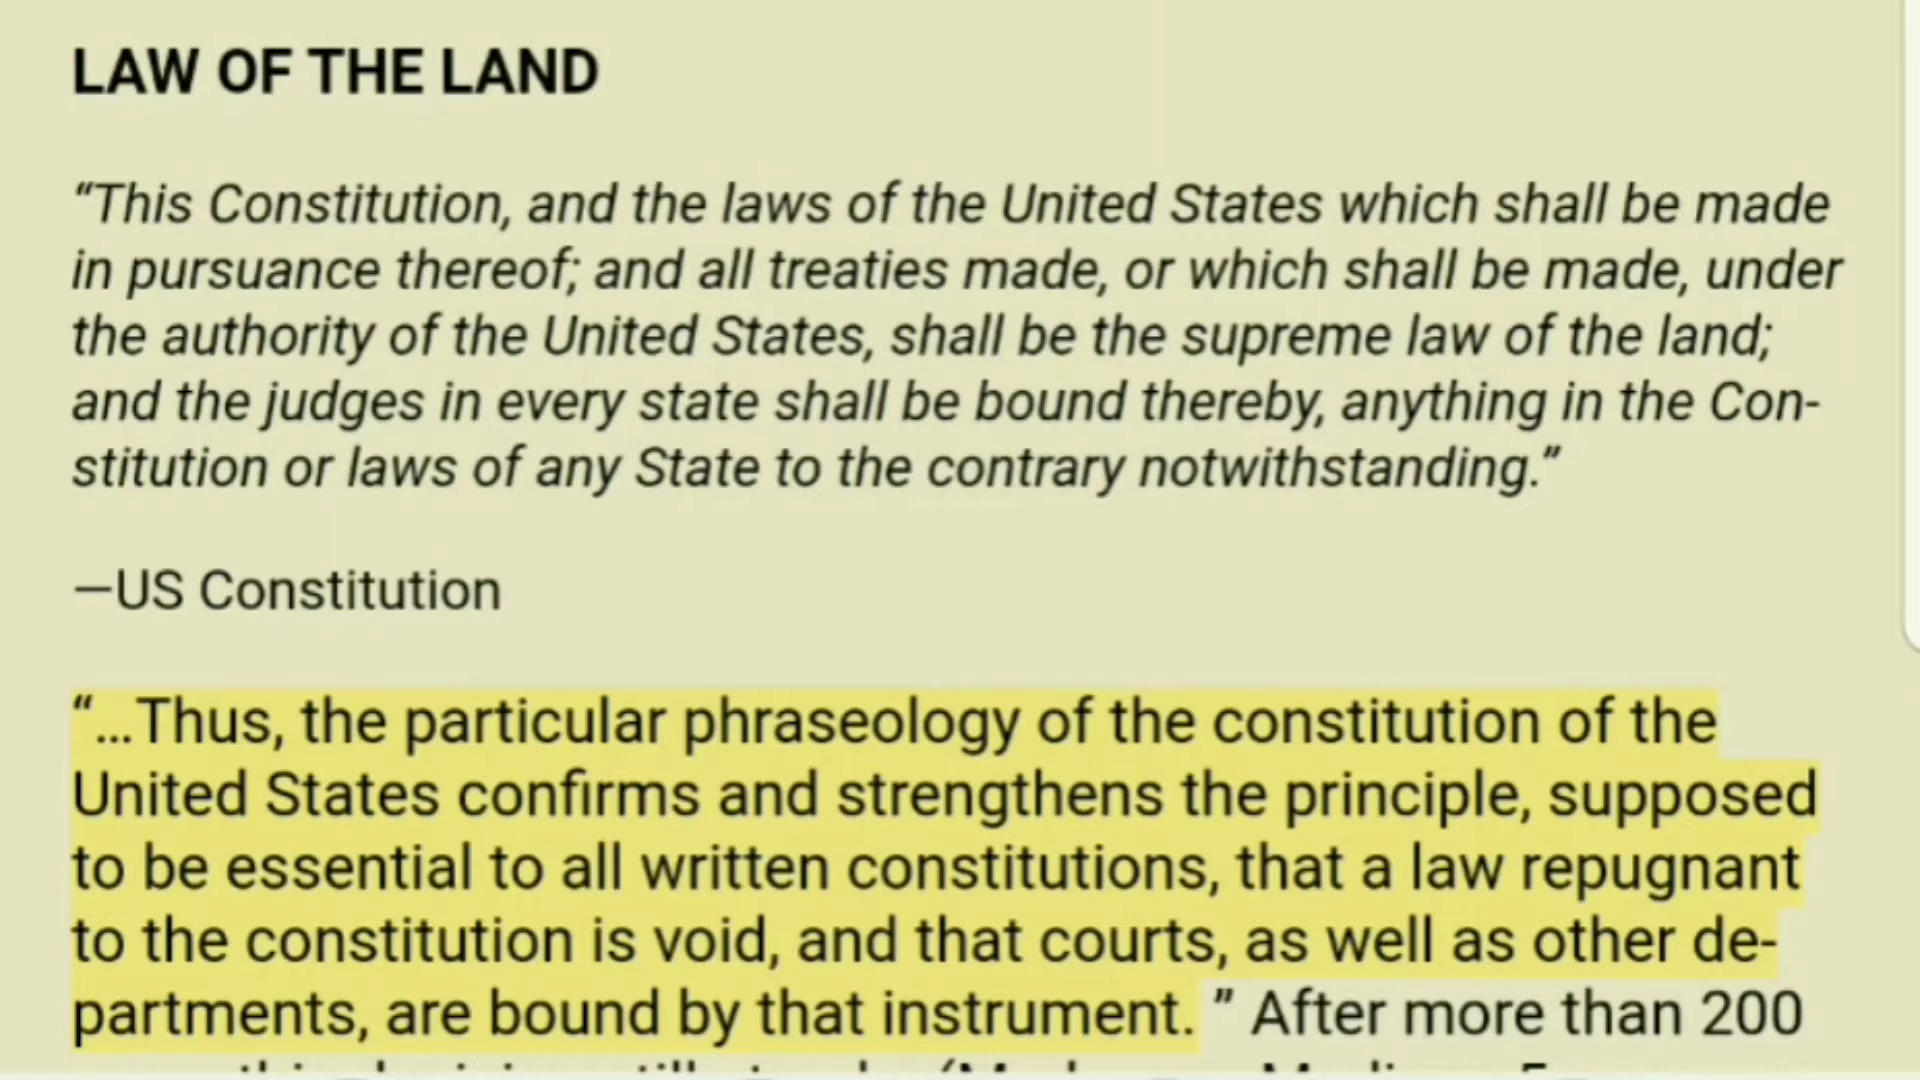 LAW OF THE LAND
“This Constitution, and the laws of the United States which shall be made
in pursuance thereof; and all treaties made, or which shall be made, under
the authority of the United States, shall be the supreme law of the land;
and the judges in every state shall be bound thereby, anything in the Con-
stitution or laws of any State to the contrary notwithstanding.”
—US Constitution
“…Thus, the particular phraseology of the constitution of the
United States confirms and strengthens the principle, supposed
to be essential to all written constitutions, that a law repugnant
to the constitution is void, and that courts, as well as other de-
partments, are bound by that instrument. ” After more than 200